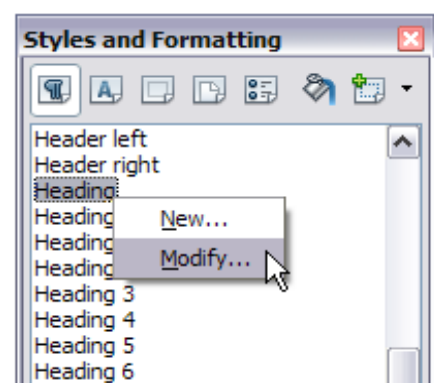 Styles and Formatting
Header left
Header right
Heading
Heading
New...
Heading
Heading
Modify...
Heading 3
Heading 4
Heading 5
Heading 6